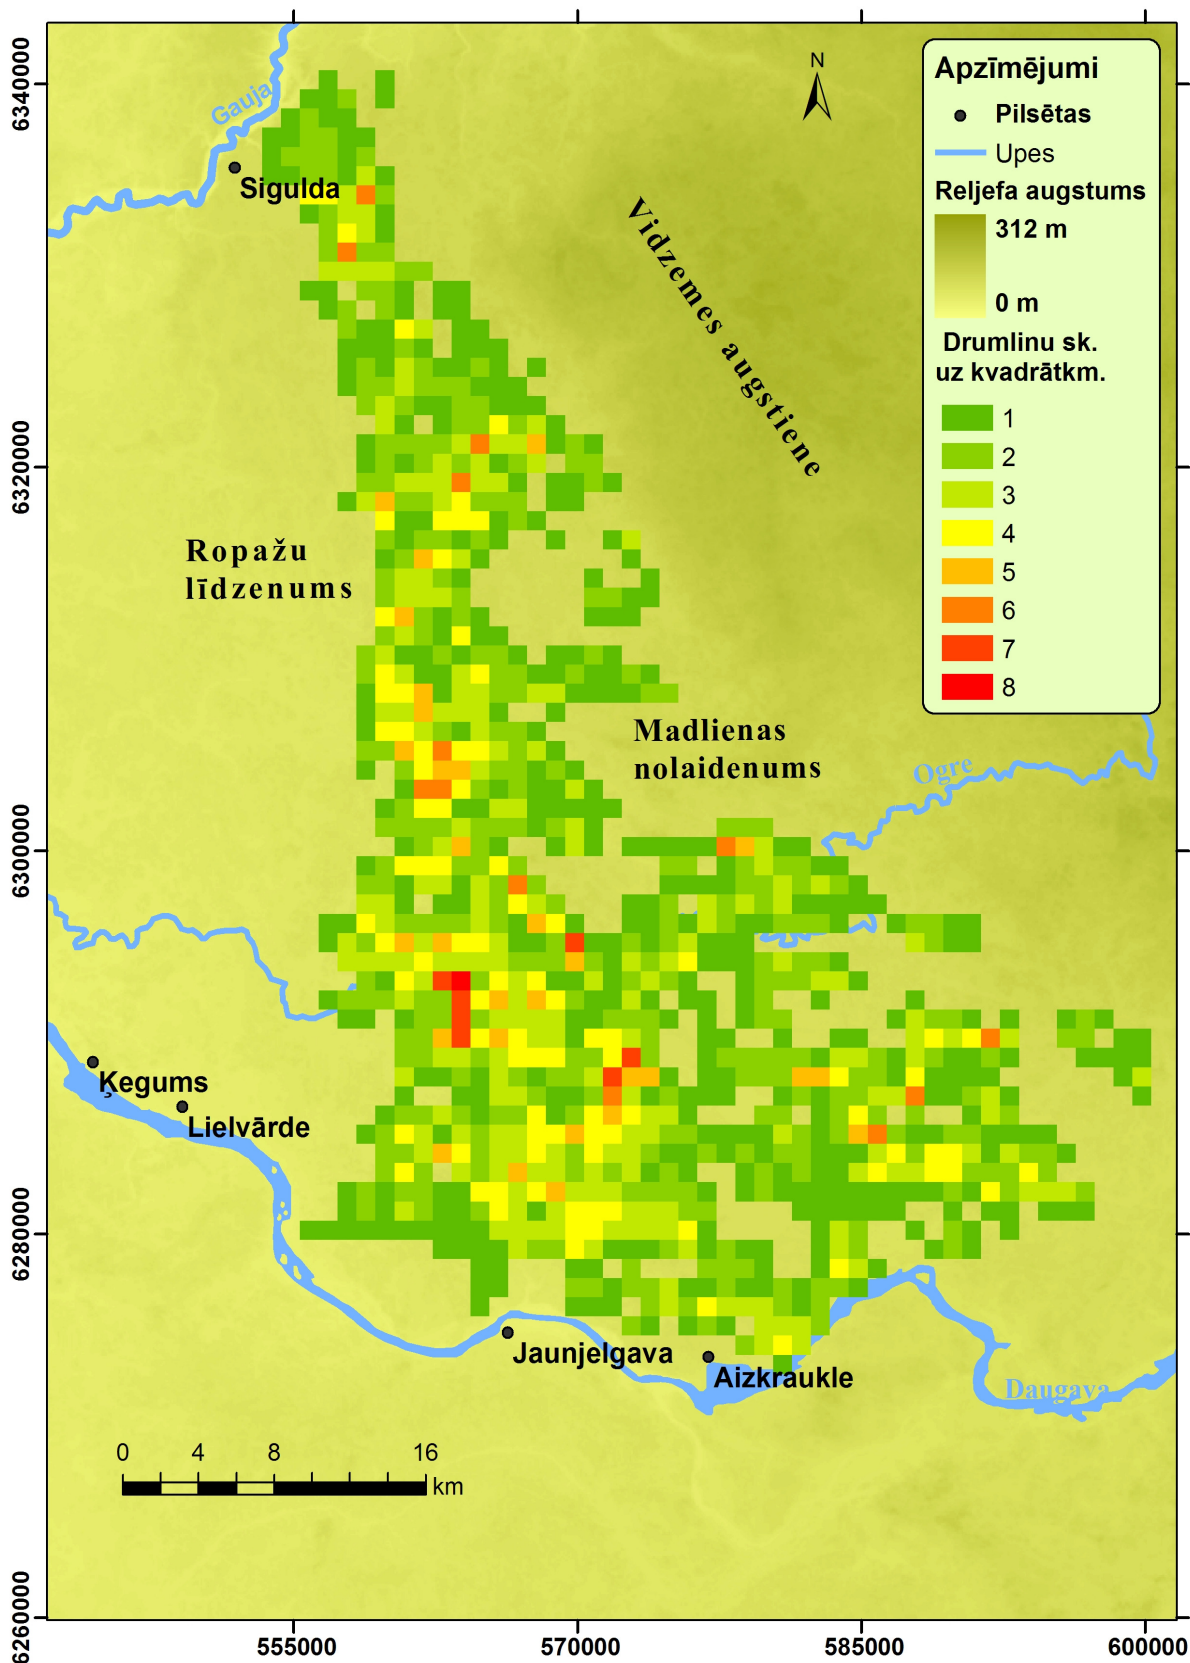 6340000
6320000
6300000
6280000
6260000
Gauja
Sigulda
N
Vidzemes augstiene
Ropažu
līdzenums
Madlienas
nolaidenums
Ogre
Ķegums
Lielvārde
Jaunjelgava
Aizkraukle
Daugava
Apzīmējumi
Pilsētas
Upes
Reljefa augstums
312 m
0 m
Drumlinu sk.
uz kvadrātkm.
1
2
3
4
5
6
7
8
0 4 8 16
km
555000 570000 585000 600000